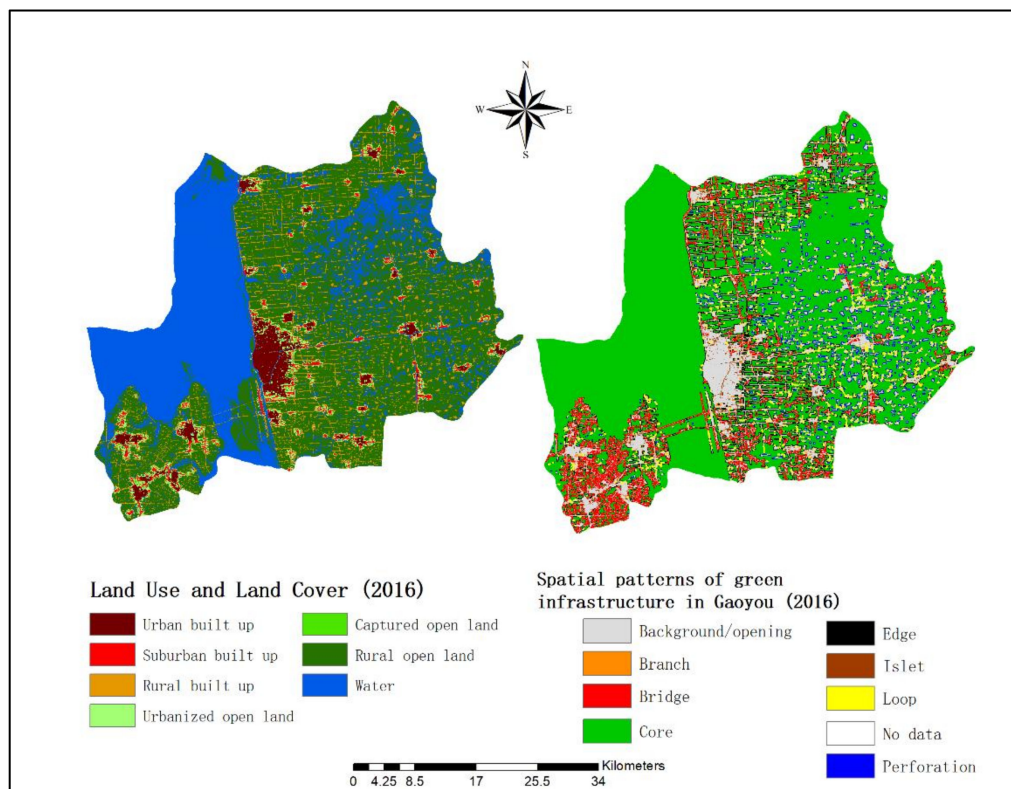 N
W
E
S
Land Use and Land Cover (2016)
Urban built up
Suburban built up
Rural built up
Urbanized open land
Captured open land
Rural open land
Water
Spatial patterns of green
infrastructure in Gaoyou (2016)
Background/opening
Branch
Bridge
Core
Edge
Islet
Loop
No data
Perforation
Kilometers
0 4.25 8.5 17 25.5 34